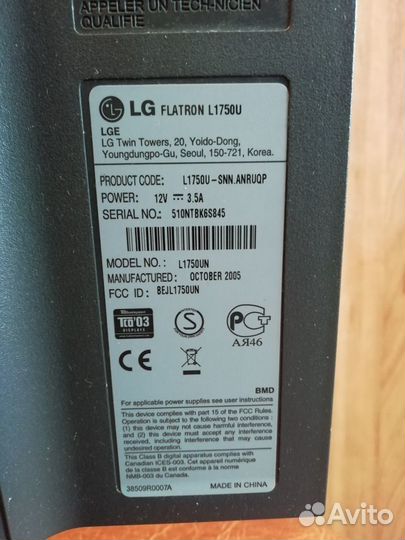 APPELER UN TECHNICIEN
QUALIFIE
LG FLATRON L1750U
LGE
LG Twin Towers, 20, Yoido-Dong,
Youngdungpo-Gu, Seoul, 150-721, Korea.
PRODUCT CODE: L1750U-SNN.ANRUQP
POWER: 12V ⎓ 3.5A
SERIAL NO.: 510NTBK6S845
MODEL NO.: L1750UN
MANUFACTURED: OCTOBER 2005
FCC ID: BEJL1750UN
TCO'03
DISPLAYS
S
PCT
АЯ46
CE
BMD
For applicable power supplies see user instructions
This device complies with part 15 of the FCC Rules.
Operation is subject to the following two conditions:
(1) this device may not cause harmful interference,
and (2) this device must accept any interference
received, including interference that may cause
undesired operation.
This Class B digital apparatus complies with
Canadian ICES-003. Cet appareil numérique
de la classe B est conforme à la norme
NMB-003 du Canada.
38509R0007A MADE IN CHINA
Avito